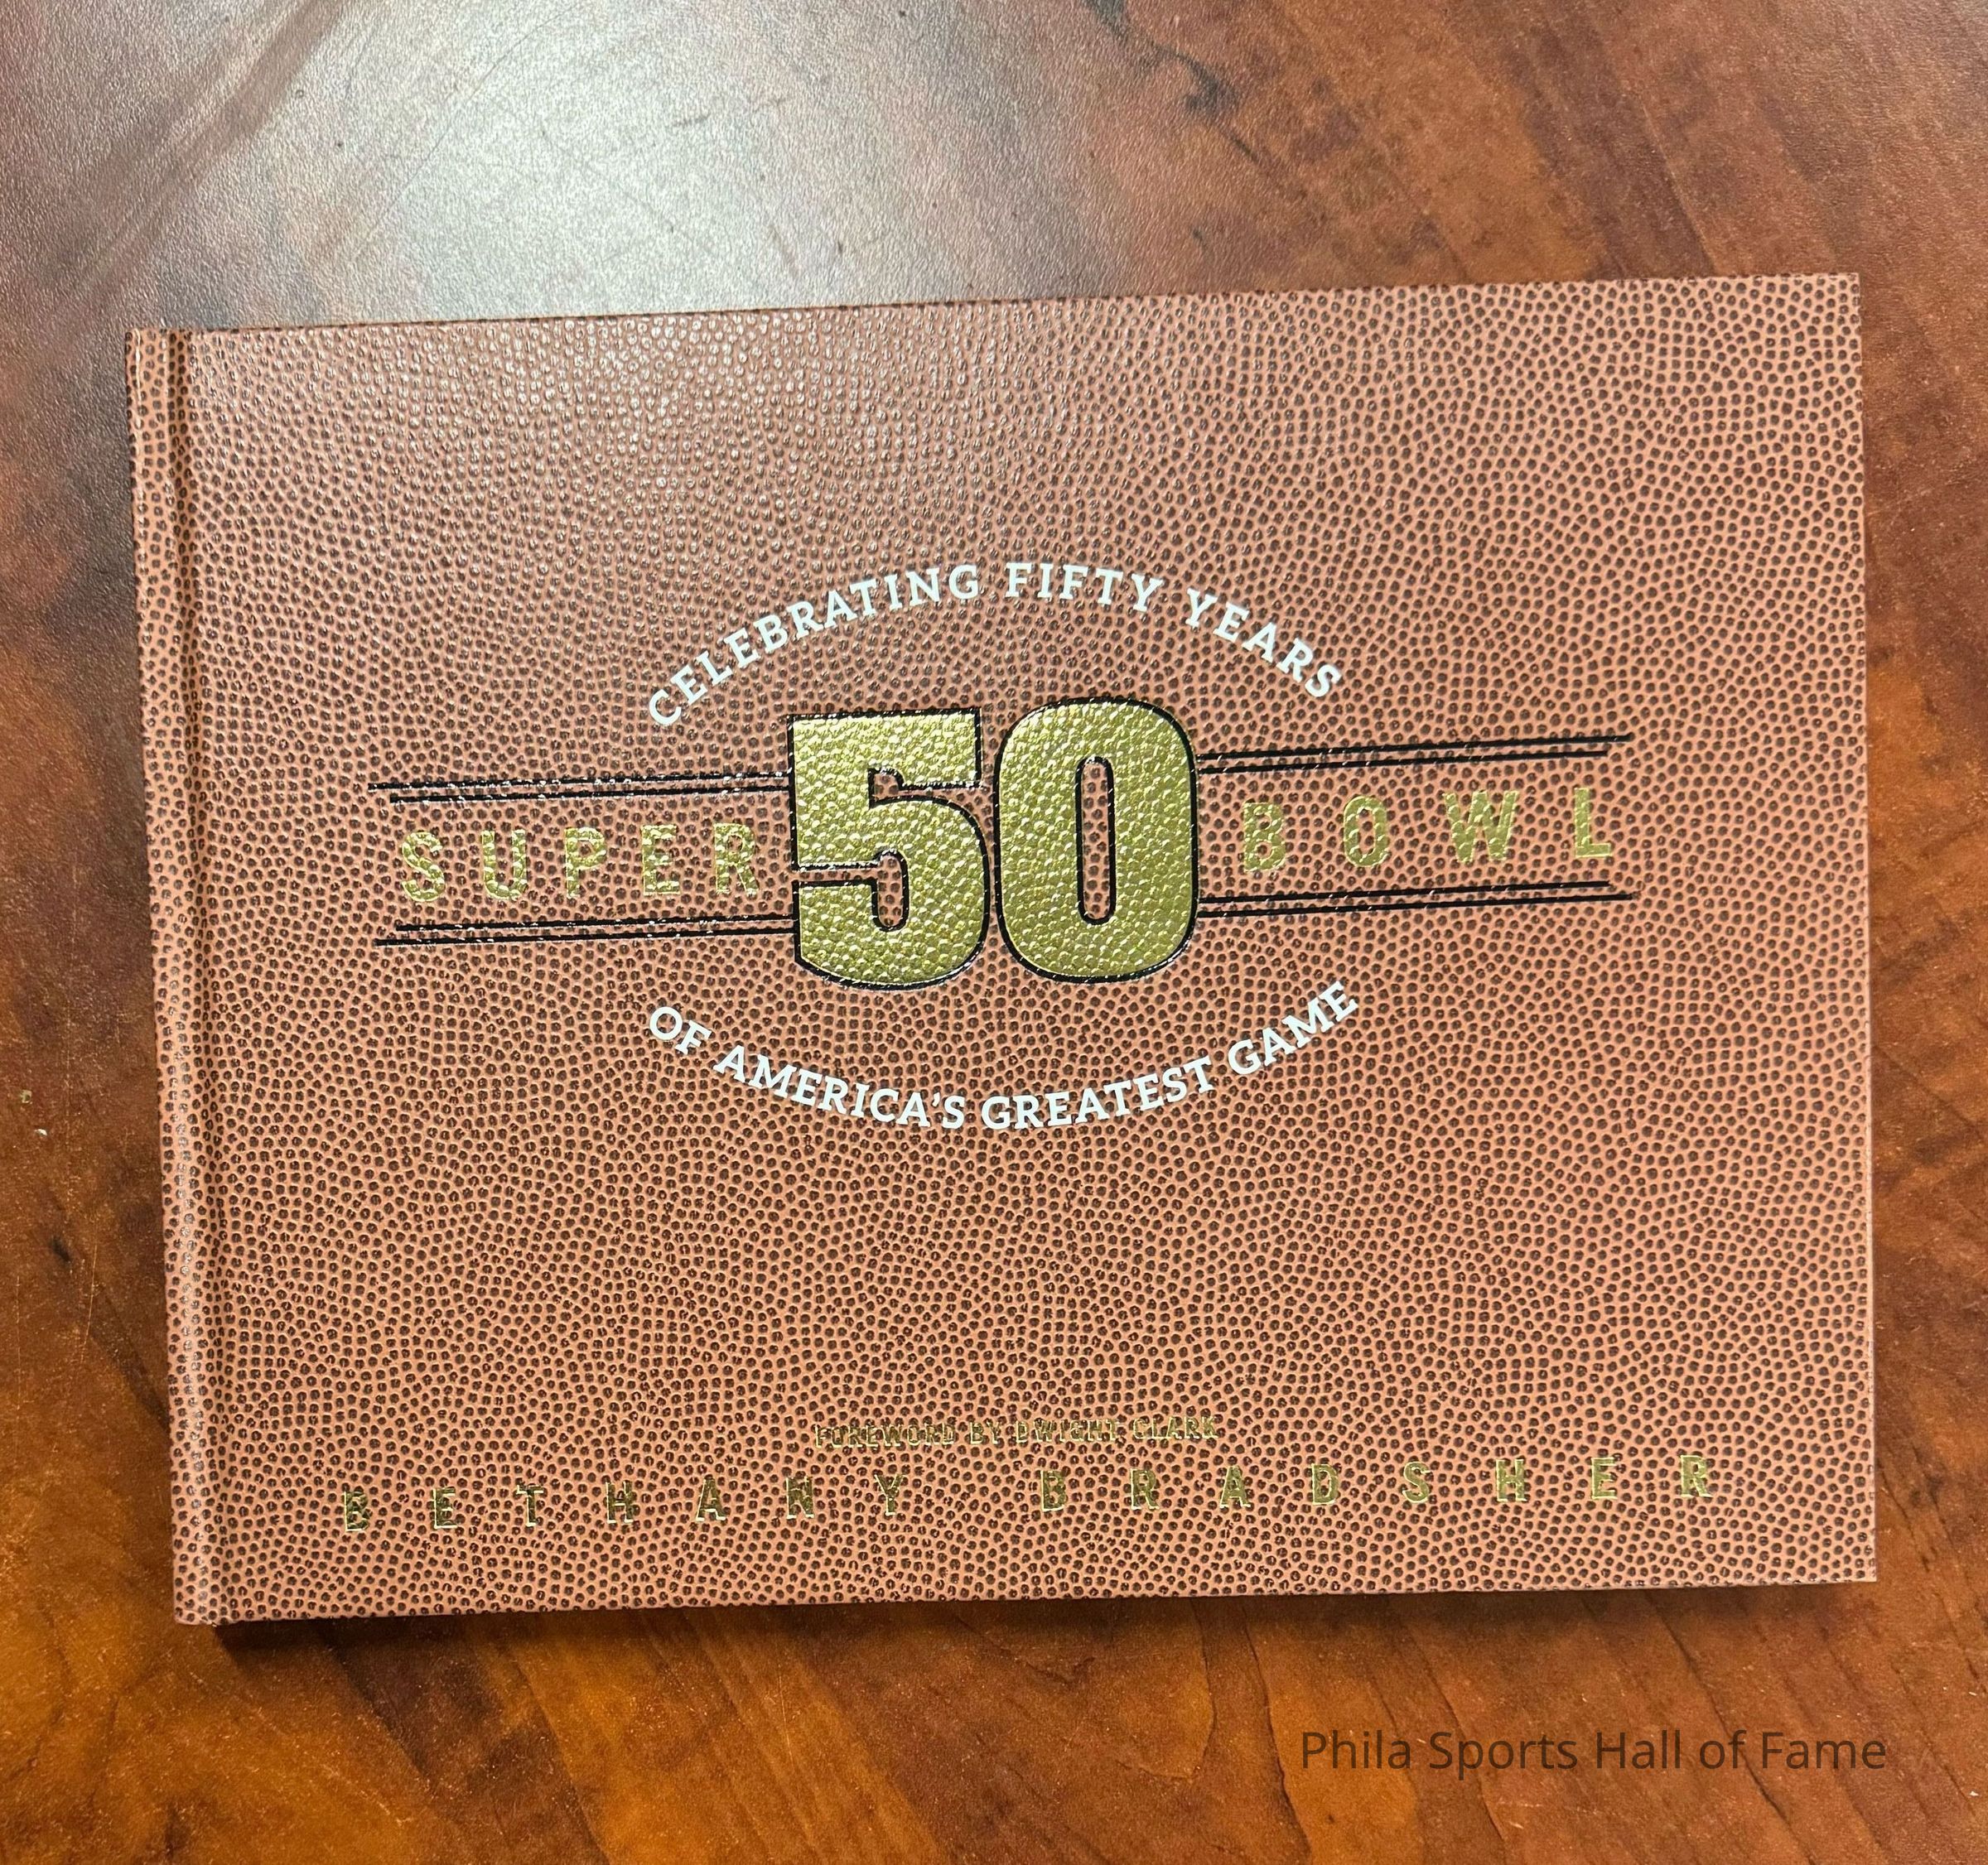 CELEBRATING FIFTY YEARS
SUPER 50 BOWL
OF AMERICA'S GREATEST GAME
FOREWORD BY DWIGHT CLARK
BETHANY BRADSHER
Phila Sports Hall of Fame